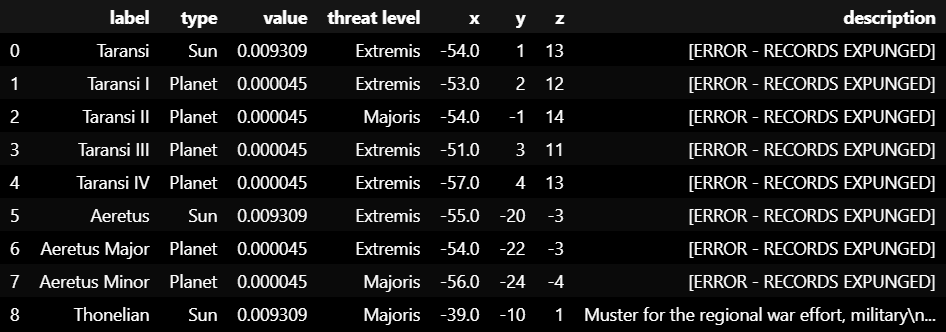 label type value threat level x y z description
0 Taransi Sun 0.009309 Extremis -54.0 1 13 [ERROR - RECORDS EXPUNGED]
1 Taransi I Planet 0.000045 Extremis -53.0 2 12 [ERROR - RECORDS EXPUNGED]
2 Taransi II Planet 0.000045 Majoris -54.0 -1 14 [ERROR - RECORDS EXPUNGED]
3 Taransi III Planet 0.000045 Extremis -51.0 3 11 [ERROR - RECORDS EXPUNGED]
4 Taransi IV Planet 0.000045 Extremis -57.0 4 13 [ERROR - RECORDS EXPUNGED]
5 Aeretus Sun 0.009309 Extremis -55.0 -20 -3 [ERROR - RECORDS EXPUNGED]
6 Aeretus Major Planet 0.000045 Extremis -54.0 -22 -3 [ERROR - RECORDS EXPUNGED]
7 Aeretus Minor Planet 0.000045 Majoris -56.0 -24 -4 [ERROR - RECORDS EXPUNGED]
8 Thonelian Sun 0.009309 Majoris -39.0 -10 1 Muster for the regional war effort, military\n...